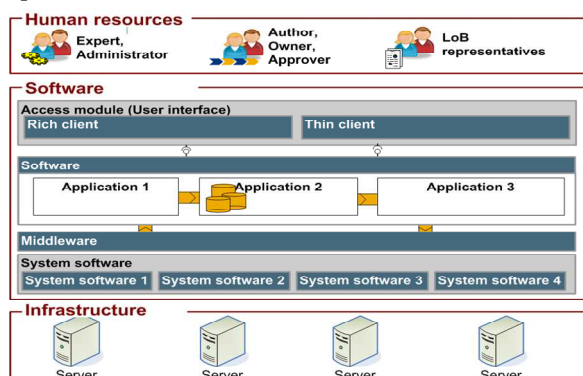 Human resources
Expert,
Administrator
Author,
Owner,
Approver
LoB
representatives
Software
Access module (User interface)
Rich client
Thin client
Software
Application 1
Application 2
Application 3
Middleware
System software
System software 1
System software 2
System software 3
System software 4
Infrastructure
Server
Server
Server
Server